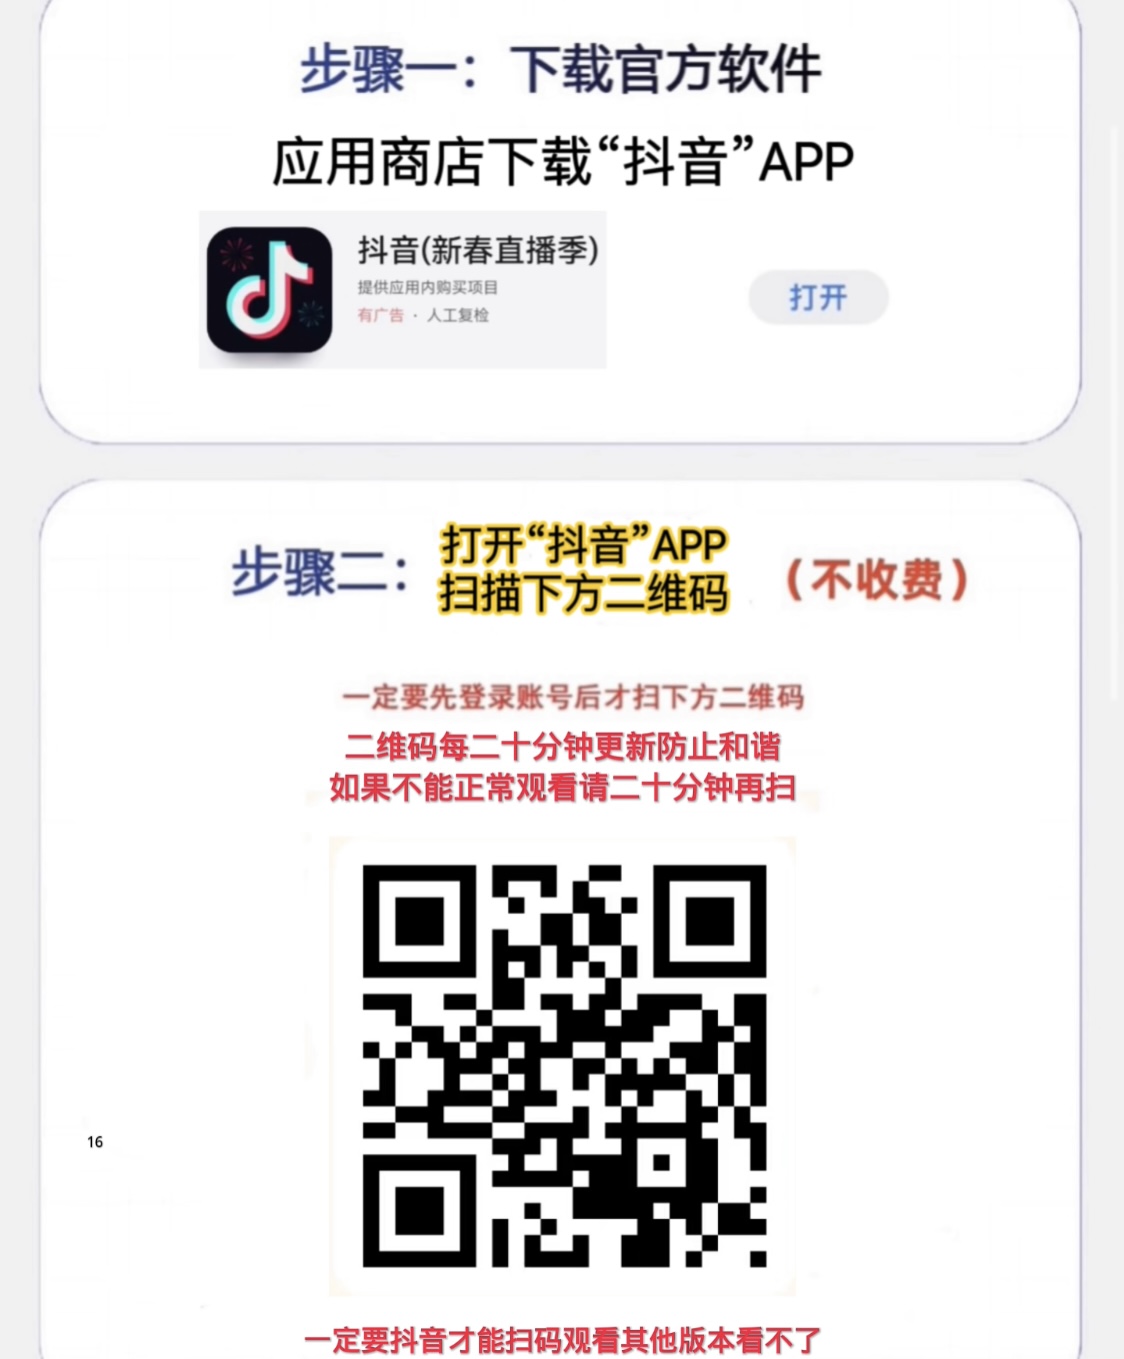 步骤一：下载官方软件
应用商店下载“抖音”APP
抖音(新春直播季)
提供应用内购买项目
有广告 · 人工复检
打开
步骤二：
打开“抖音”APP
扫描下方二维码
（不收费）
一定要先登录账号后才扫下方二维码
二维码每二十分钟更新防止和谐
如果不能正常观看请二十分钟再扫
16
一定要抖音才能扫码观看其他版本看不了